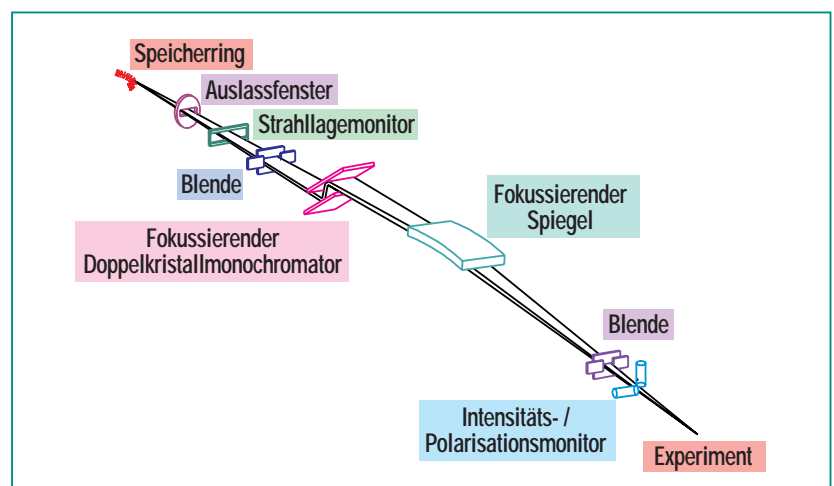 Speicherring
Auslassfenster
Strahllagemonitor
Blende
Fokussierender
Doppelkristallmonochromator
Fokussierender
Spiegel
Blende
Intensitäts- /
Polarisationsmonitor
Experiment